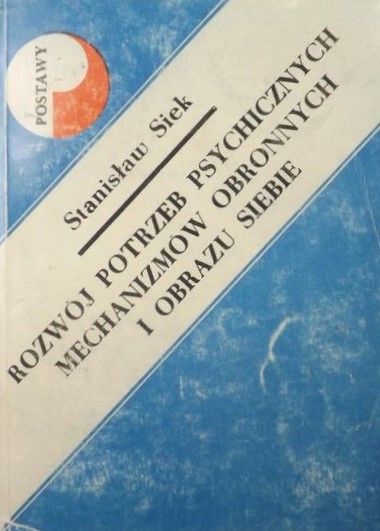 POSTAWY
Stanisław Siek
ROZWÓJ POTRZEB PSYCHICZNYCH
MECHANIZMÓW OBRONNYCH
I OBRAZU SIEBIE